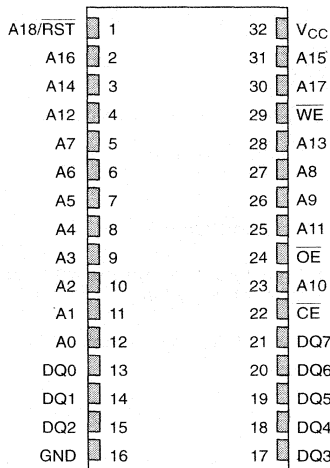 A18/RST 1 32 VCC
A16 2 31 A15
A14 3 30 A17
A12 4 29 WE
A7 5 28 A13
A6 6 27 A8
A5 7 26 A9
A4 8 25 A11
A3 9 24 OE
A2 10 23 A10
A1 11 22 CE
A0 12 21 DQ7
DQ0 13 20 DQ6
DQ1 14 19 DQ5
DQ2 15 18 DQ4
GND 16 17 DQ3